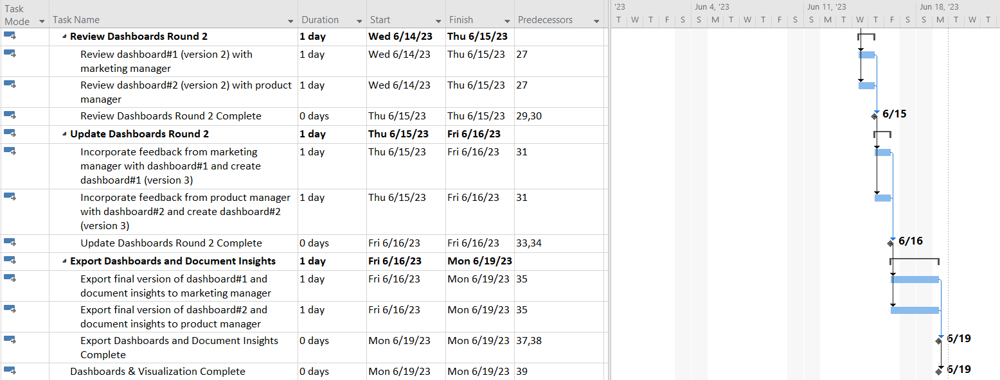 Task Mode Task Name Duration Start Finish Predecessors
'23 Jun 4, '23 Jun 11, '23 Jun 18, '23
T W T F S S M T W T F S S M T W T F S S M T W T
Review Dashboards Round 2 1 day Wed 6/14/23 Thu 6/15/23
Review dashboard#1 (version 2) with 1 day Wed 6/14/23 Thu 6/15/23 27
marketing manager
Review dashboard#2 (version 2) with product 1 day Wed 6/14/23 Thu 6/15/23 27
manager
Review Dashboards Round 2 Complete 0 days Thu 6/15/23 Thu 6/15/23 29,30 6/15
Update Dashboards Round 2 1 day Thu 6/15/23 Fri 6/16/23
Incorporate feedback from marketing 1 day Thu 6/15/23 Fri 6/16/23 31
manager with dashboard#1 and create
dashboard#1 (version 3)
Incorporate feedback from product manager 1 day Thu 6/15/23 Fri 6/16/23 31
with dashboard#2 and create dashboard#2
(version 3)
Update Dashboards Round 2 Complete 0 days Fri 6/16/23 Fri 6/16/23 33,34 6/16
Export Dashboards and Document Insights 1 day Fri 6/16/23 Mon 6/19/23
Export final version of dashboard#1 and 1 day Fri 6/16/23 Mon 6/19/23 35
document insights to marketing manager
Export final version of dashboard#2 and 1 day Fri 6/16/23 Mon 6/19/23 35
document insights to product manager
Export Dashboards and Document Insights 0 days Mon 6/19/23 Mon 6/19/23 37,38 6/19
Complete
Dashboards & Visualization Complete 0 days Mon 6/19/23 Mon 6/19/23 39 6/19